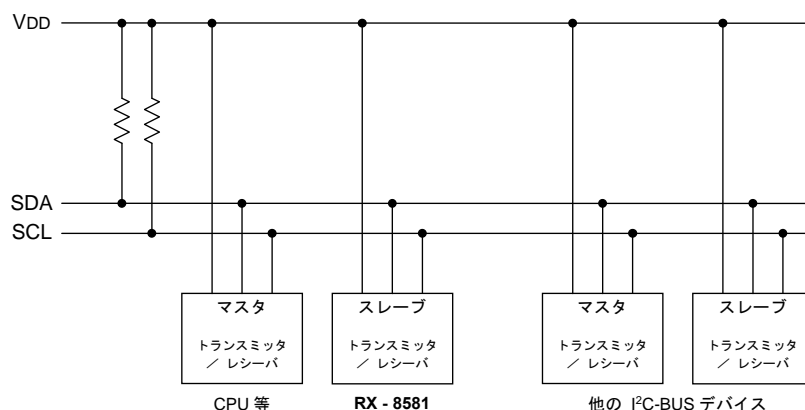 VDD
SDA
SCL
マスタ
トランスミッタ
／ レシーバ
CPU 等
スレーブ
トランスミッタ
／ レシーバ
RX - 8581
マスタ
トランスミッタ
／ レシーバ
スレーブ
トランスミッタ
／ レシーバ
他の I²C-BUS デバイス